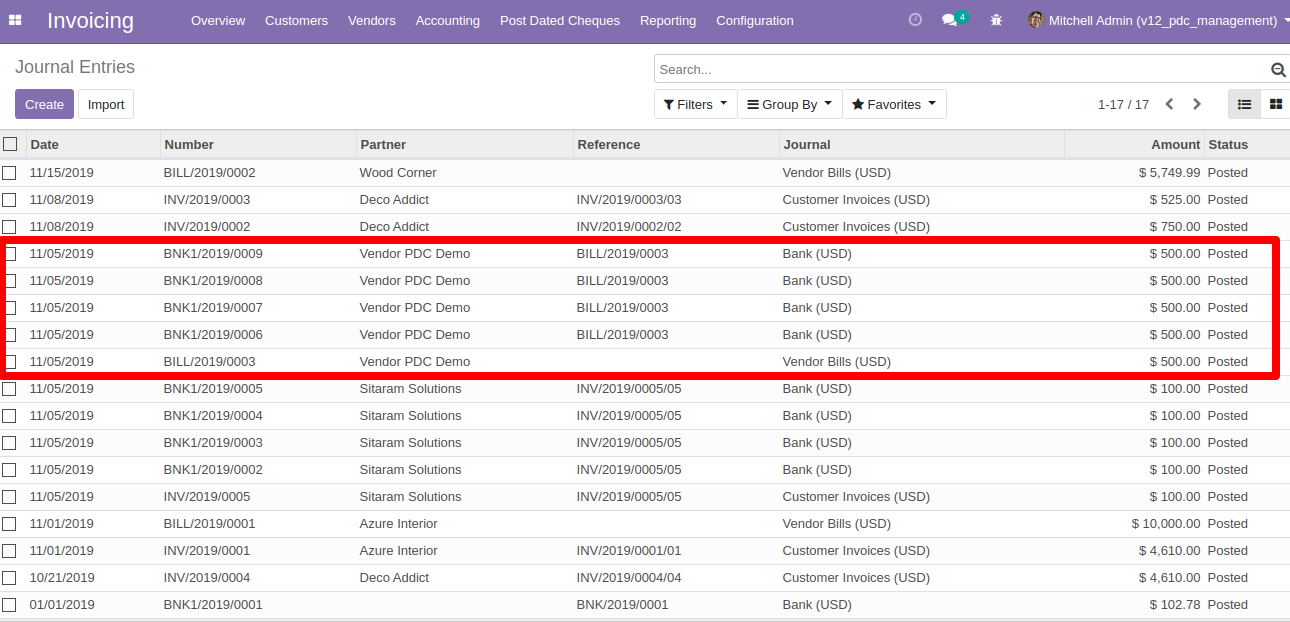 Invoicing Overview Customers Vendors Accounting Post Dated Cheques Reporting Configuration 4 Mitchell Admin (v12_pdc_management)
Journal Entries Search...
Create Import Filters Group By Favorites 1-17 / 17
Date Number Partner Reference Journal Amount Status
11/15/2019 BILL/2019/0002 Wood Corner Vendor Bills (USD) $ 5,749.99 Posted
11/08/2019 INV/2019/0003 Deco Addict INV/2019/0003/03 Customer Invoices (USD) $ 525.00 Posted
11/08/2019 INV/2019/0002 Deco Addict INV/2019/0002/02 Customer Invoices (USD) $ 750.00 Posted
11/05/2019 BNK1/2019/0009 Vendor PDC Demo BILL/2019/0003 Bank (USD) $ 500.00 Posted
11/05/2019 BNK1/2019/0008 Vendor PDC Demo BILL/2019/0003 Bank (USD) $ 500.00 Posted
11/05/2019 BNK1/2019/0007 Vendor PDC Demo BILL/2019/0003 Bank (USD) $ 500.00 Posted
11/05/2019 BNK1/2019/0006 Vendor PDC Demo BILL/2019/0003 Bank (USD) $ 500.00 Posted
11/05/2019 BILL/2019/0003 Vendor PDC Demo Vendor Bills (USD) $ 500.00 Posted
11/05/2019 BNK1/2019/0005 Sitaram Solutions INV/2019/0005/05 Bank (USD) $ 100.00 Posted
11/05/2019 BNK1/2019/0004 Sitaram Solutions INV/2019/0005/05 Bank (USD) $ 100.00 Posted
11/05/2019 BNK1/2019/0003 Sitaram Solutions INV/2019/0005/05 Bank (USD) $ 100.00 Posted
11/05/2019 BNK1/2019/0002 Sitaram Solutions INV/2019/0005/05 Bank (USD) $ 100.00 Posted
11/05/2019 INV/2019/0005 Sitaram Solutions INV/2019/0005/05 Customer Invoices (USD) $ 100.00 Posted
11/01/2019 BILL/2019/0001 Azure Interior Vendor Bills (USD) $ 10,000.00 Posted
11/01/2019 INV/2019/0001 Azure Interior INV/2019/0001/01 Customer Invoices (USD) $ 4,610.00 Posted
10/21/2019 INV/2019/0004 Deco Addict INV/2019/0004/04 Customer Invoices (USD) $ 4,610.00 Posted
01/01/2019 BNK1/2019/0001 BNK/2019/0001 Bank (USD) $ 102.78 Posted